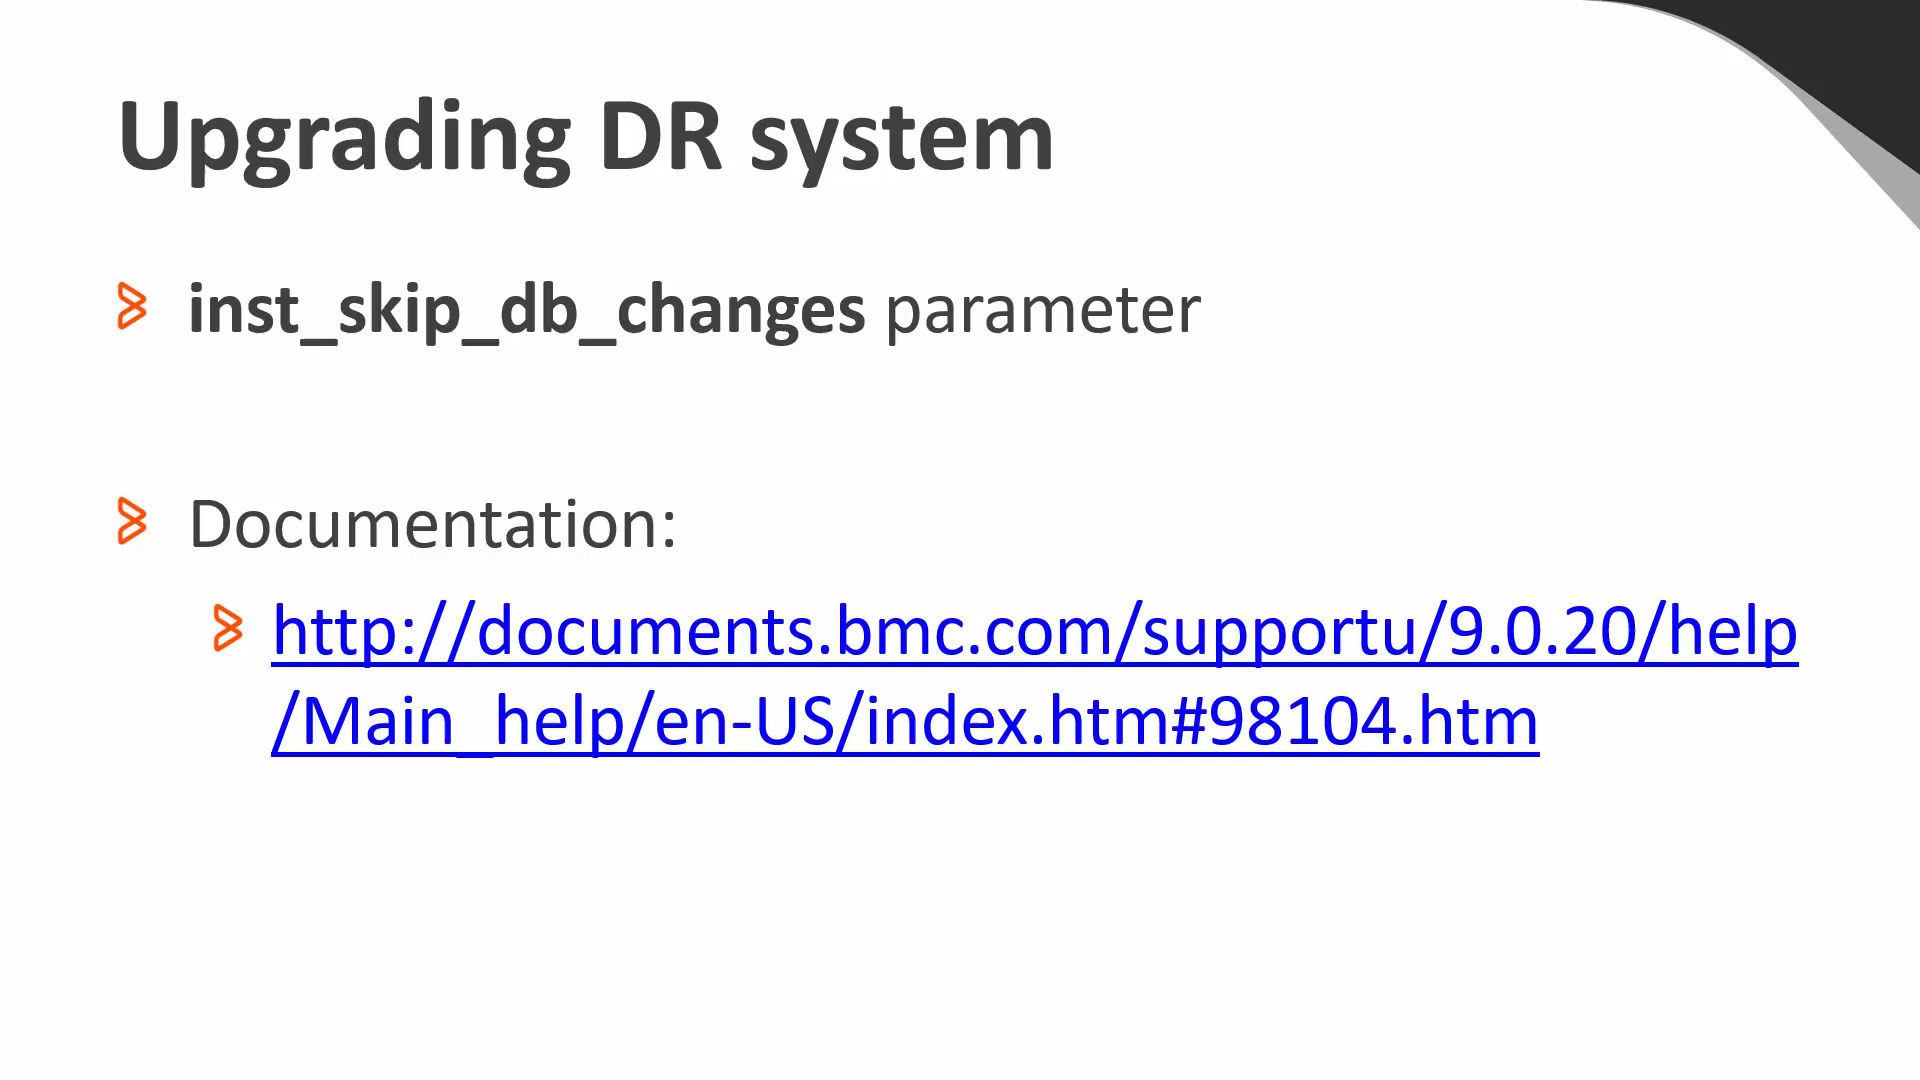 Upgrading DR system
inst_skip_db_changes parameter
Documentation:
http://documents.bmc.com/supportu/9.0.20/help
/Main_help/en-US/index.htm#98104.htm